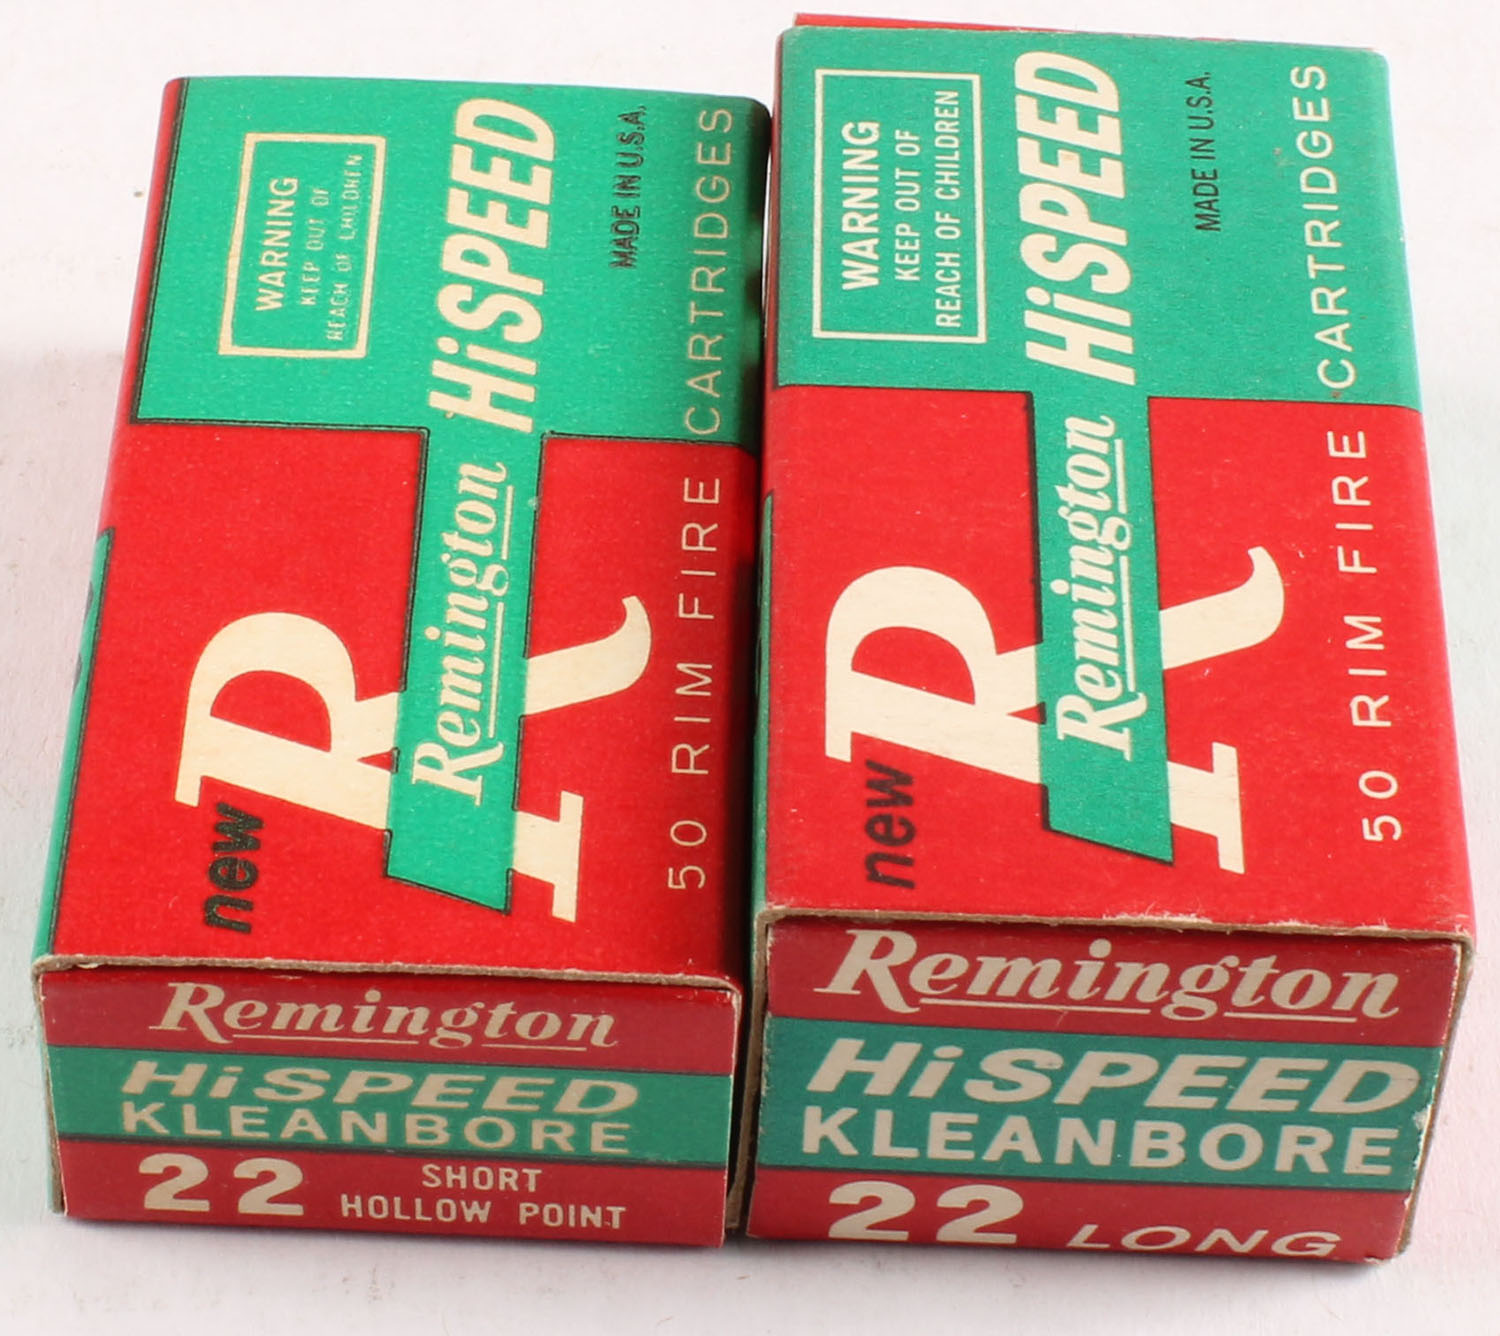 WARNING
KEEP OUT OF
REACH OF CHILDREN
HiSPEED
MADE IN U.S.A.
Remington
R
new
50 RIM FIRE CARTRIDGES
Remington
HiSPEED
KLEANBORE
22 SHORT
HOLLOW POINT
WARNING
KEEP OUT OF
REACH OF CHILDREN
HiSPEED
MADE IN U.S.A.
Remington
R
new
50 RIM FIRE CARTRIDGES
Remington
HiSPEED
KLEANBORE
22 LONG